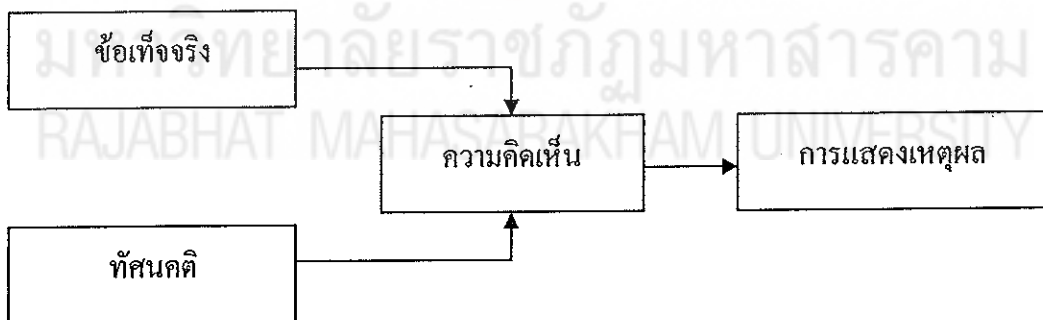 มหาวิทยาลัยราชภัฏมหาสารคาม
RAJABHAT MAHASARAKHAM UNIVERSITY
ข้อเท็จจริง
ความคิดเห็น
การแสดงเหตุผล
ทัศนคติ